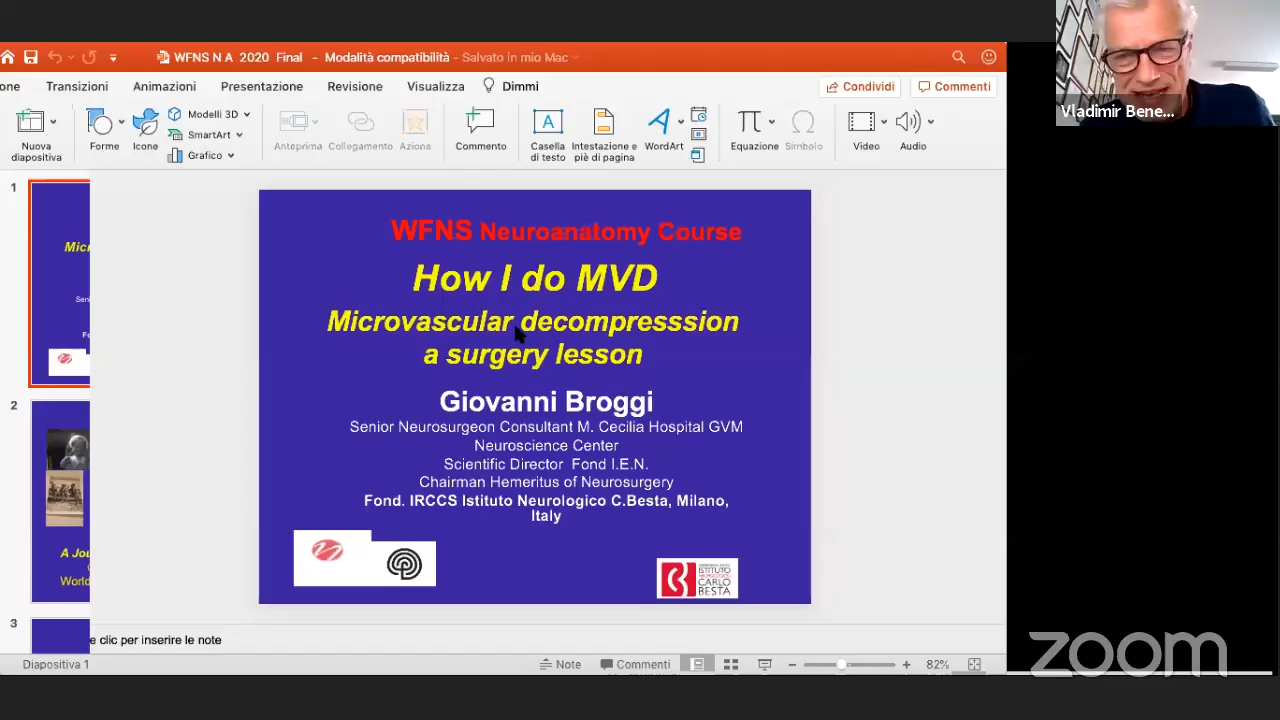 WFNS N A 2020 Final - Modalità compatibilità - Salvato in mio Mac
one Transizioni Animazioni Presentazione Revisione Visualizza Dimmi Condividi Commenti
Nuova diapositiva
Forme
Icone
Modelli 3D
SmartArt
Grafico
Anteprima
Collegamento
Azione
Commento
Casella di testo
Intestazione e piè di pagina
WordArt
Equazione
Simbolo
Video
Audio
Vladimir Bene...
1
Micr
Seni
Fo
2
A Jou
World
3
WFNS Neuroanatomy Course
How I do MVD
Microvascular decompresssion
a surgery lesson
Giovanni Broggi
Senior Neurosurgeon Consultant M. Cecilia Hospital GVM
Neuroscience Center
Scientific Director Fond I.E.N.
Chairman Hemeritus of Neurosurgery
Fond. IRCCS Istituto Neurologico C.Besta, Milano,
Italy
ISTITUTO
NEUROLOGICO
CARLO
BESTA
e clic per inserire le note
Diapositiva 1 Note Commenti 82%
zoom